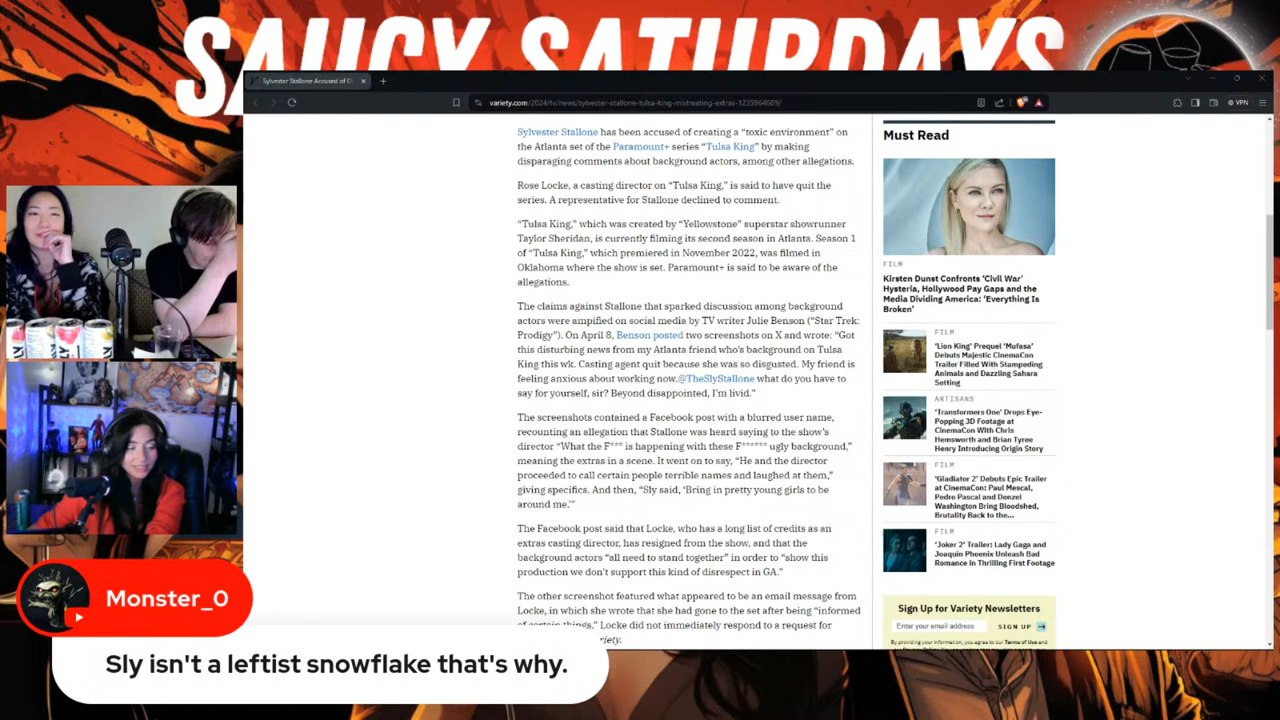 SAUCY SATURDAYS
Sylvester Stallone Accused of
variety.com/2024/tv/news/sylvester-stallone-tulsa-king-mistreating-extras-1235964689/
VPN
Sylvester Stallone has been accused of creating a “toxic environment” on
the Atlanta set of the Paramount+ series “Tulsa King” by making
disparaging comments about background actors, among other allegations.
Rose Locke, a casting director on “Tulsa King,” is said to have quit the
series. A representative for Stallone declined to comment.
“Tulsa King,” which was created by “Yellowstone” superstar showrunner
Taylor Sheridan, is currently filming its second season in Atlanta. Season 1
of “Tulsa King,” which premiered in November 2022, was filmed in
Oklahoma where the show is set. Paramount+ is said to be aware of the
allegations.
The claims against Stallone that sparked discussion among background
actors were ampified on social media by TV writer Julie Benson (“Star Trek:
Prodigy”). On April 8, Benson posted two screenshots on X and wrote: “Got
this disturbing news from my Atlanta friend who’s background on Tulsa
King this wk. Casting agent quit because she was so disgusted. My friend is
feeling anxious about working now.@TheSlyStallone what do you have to
say for yourself, sir? Beyond disappointed, I’m livid.”
The screenshots contained a Facebook post with a blurred user name,
recounting an allegation that Stallone was heard saying to the show’s
director “What the F*** is happening with these F****** ugly background,”
meaning the extras in a scene. It went on to say, “He and the director
proceeded to call certain people terrible names and laughed at them,”
giving specifics. And then, “Sly said, ‘Bring in pretty young girls to be
around me.’”
The Facebook post said that Locke, who has a long list of credits as an
extras casting director, has resigned from the show, and that the
background actors “all need to stand together” in order to “show this
production we don’t support this kind of disrespect in GA.”
The other screenshot featured what appeared to be an email message from
Locke, in which she wrote that she had gone to the set after being “informed
of certain things.” Locke did not immediately respond to a request for
riety.
Must Read
FILM
Kirsten Dunst Confronts ‘Civil War’
Hysteria, Hollywood Pay Gaps and the
Media Dividing America: ‘Everything Is
Broken’
FILM
‘Lion King’ Prequel ‘Mufasa’
Debuts Majestic CinemaCon
Trailer Filled With Stampeding
Animals and Dazzling Sahara
Setting
ARTISANS
‘Transformers One’ Drops Eye-
Popping 3D Footage at
CinemaCon With Chris
Hemsworth and Brian Tyree
Henry Introducing Origin Story
FILM
‘Gladiator 2’ Debuts Epic Trailer
at CinemaCon: Paul Mescal,
Pedro Pascal and Denzel
Washington Bring Bloodshed,
Brutality Back to the...
FILM
‘Joker 2’ Trailer: Lady Gaga and
Joaquin Phoenix Unleash Bad
Romance in Thrilling First Footage
Sign Up for Variety Newsletters
Enter your email address SIGN UP
By providing your information, you agree to our Terms of Use and
Monster_0
Sly isn't a leftist snowflake that's why.